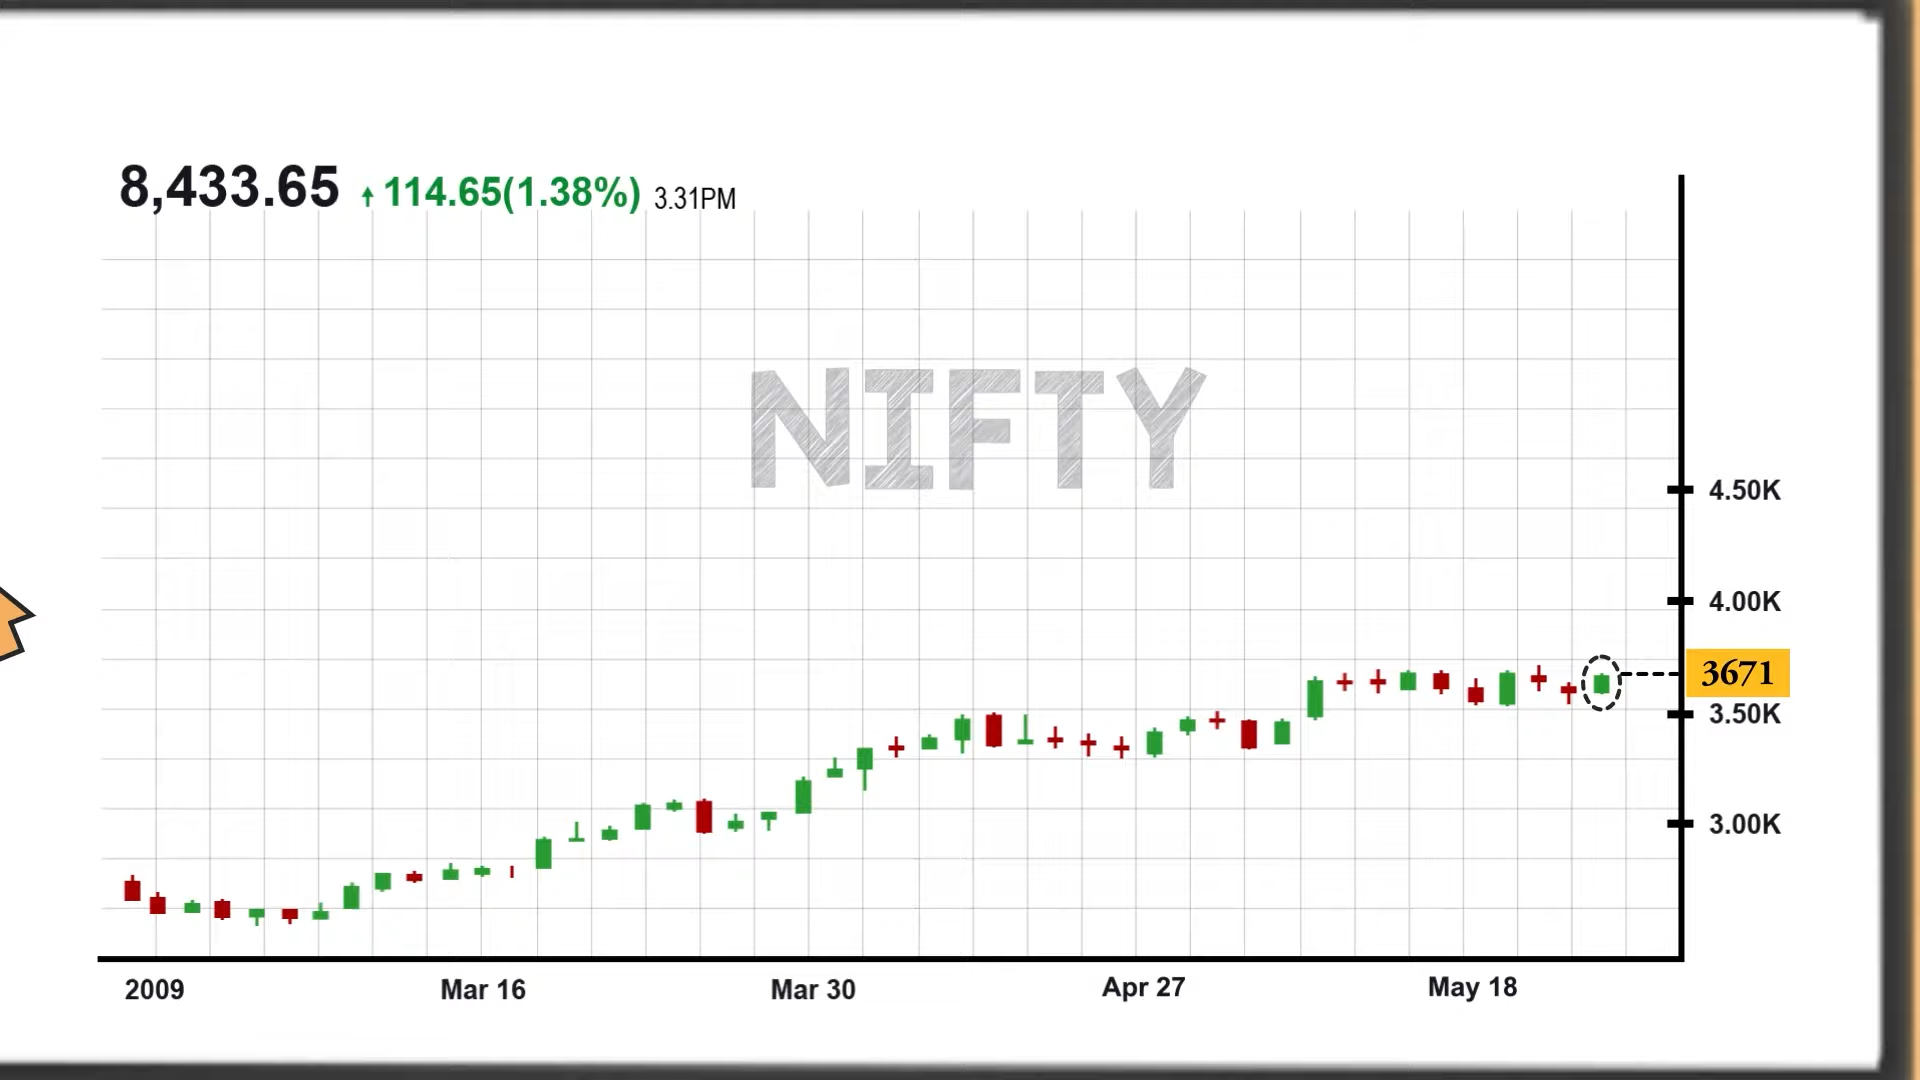 8,433.65 114.65(1.38%) 3.31PM
NIFTY
4.50K
4.00K
3671
3.50K
3.00K
2009 Mar 16 Mar 30 Apr 27 May 18